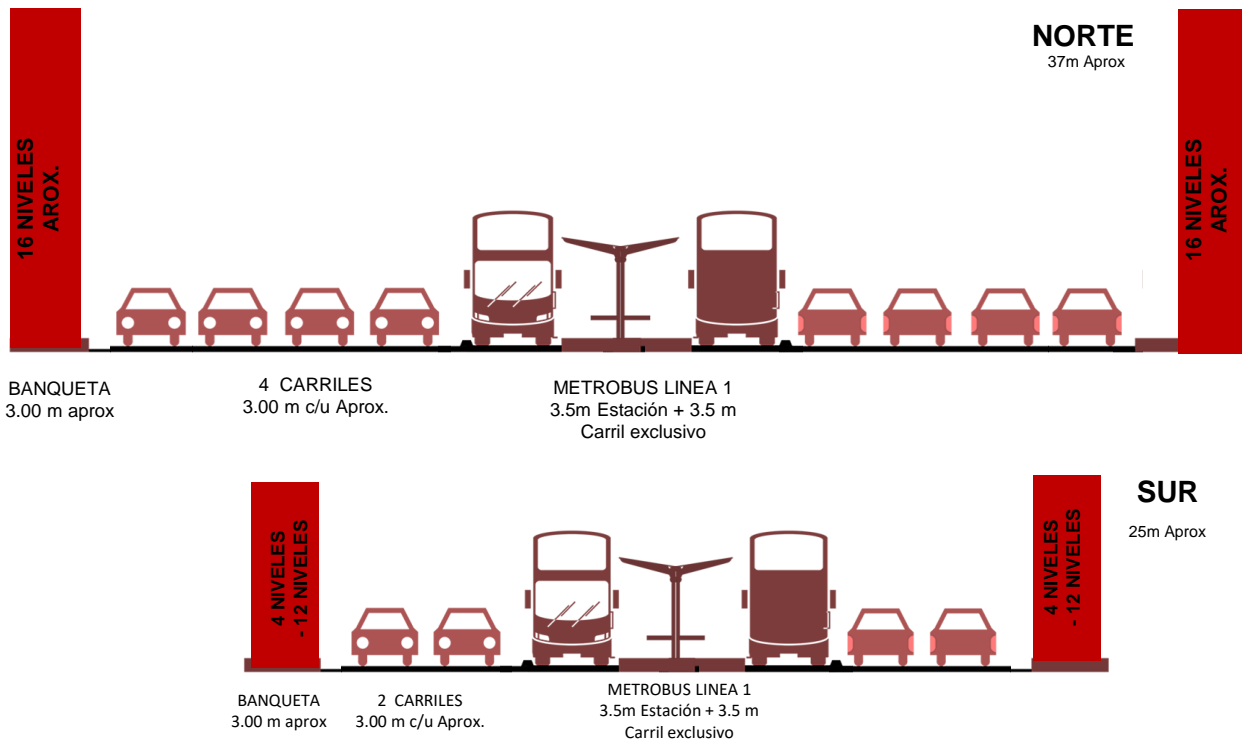 NORTE
37m Aprox
16 NIVELES
AROX.
16 NIVELES
AROX.
BANQUETA
3.00 m aprox
4 CARRILES
3.00 m c/u Aprox.
METROBUS LINEA 1
3.5m Estación + 3.5 m
Carril exclusivo
SUR
25m Aprox
4 NIVELES
- 12 NIVELES
4 NIVELES
- 12 NIVELES
BANQUETA
3.00 m aprox
2 CARRILES
3.00 m c/u Aprox.
METROBUS LINEA 1
3.5m Estación + 3.5 m
Carril exclusivo